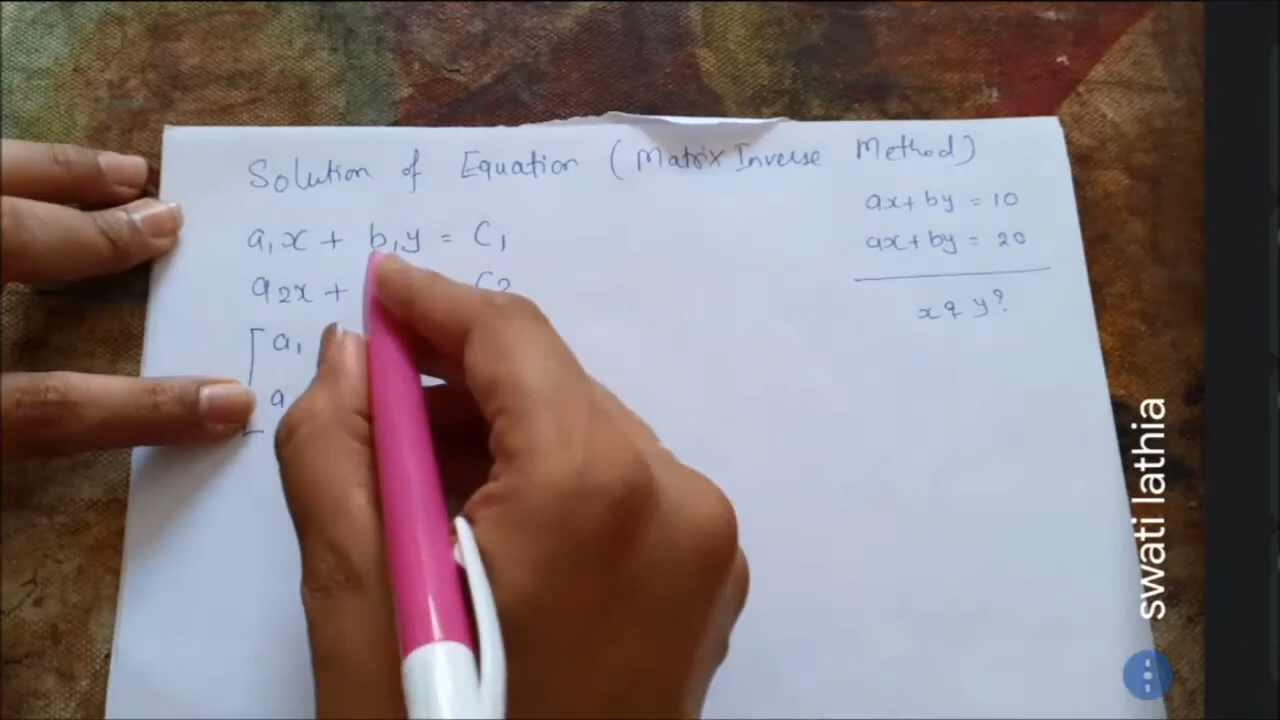 Solution of Equation (Matrix Inverse Method)
a₁x + b₁y = C₁
a₂x + C₂
a₁
a
ax + by = 10
ax + by = 20
x & y?
swati lathia